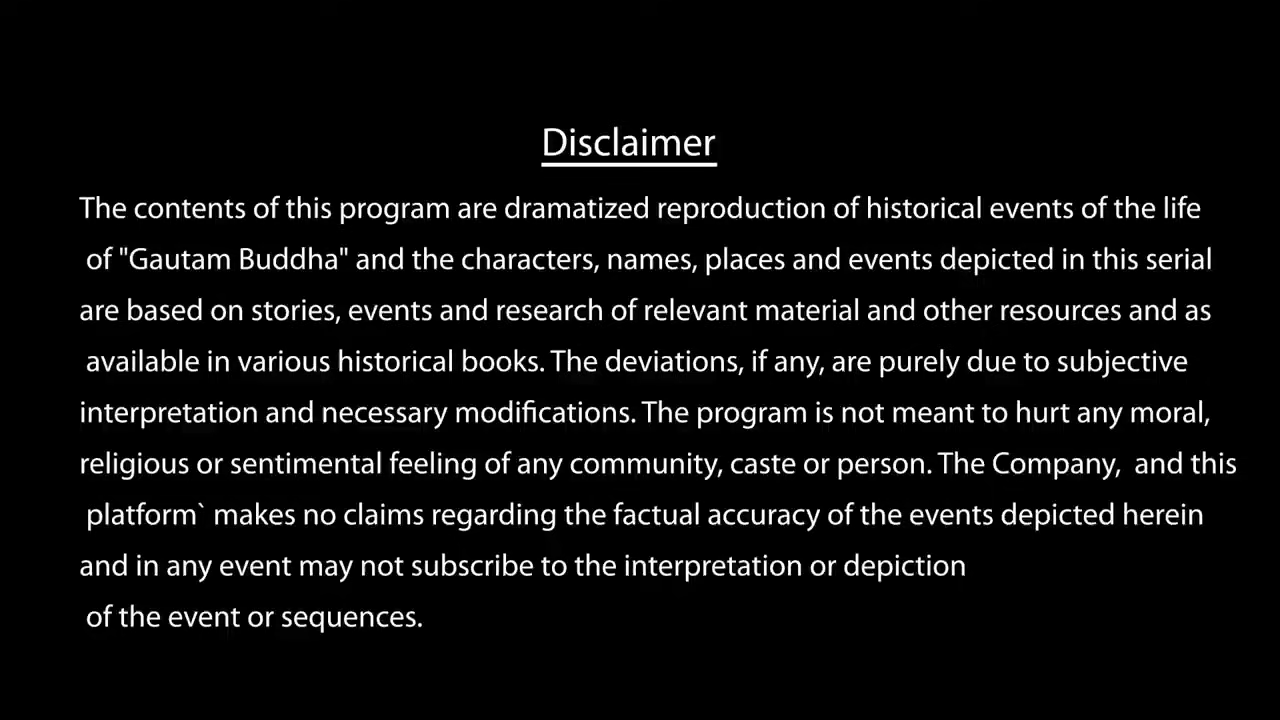 Disclaimer
The contents of this program are dramatized reproduction of historical events of the life
of "Gautam Buddha" and the characters, names, places and events depicted in this serial
are based on stories, events and research of relevant material and other resources and as
available in various historical books. The deviations, if any, are purely due to subjective
interpretation and necessary modifications. The program is not meant to hurt any moral,
religious or sentimental feeling of any community, caste or person. The Company,  and this
platform` makes no claims regarding the factual accuracy of the events depicted herein
and in any event may not subscribe to the interpretation or depiction
of the event or sequences.